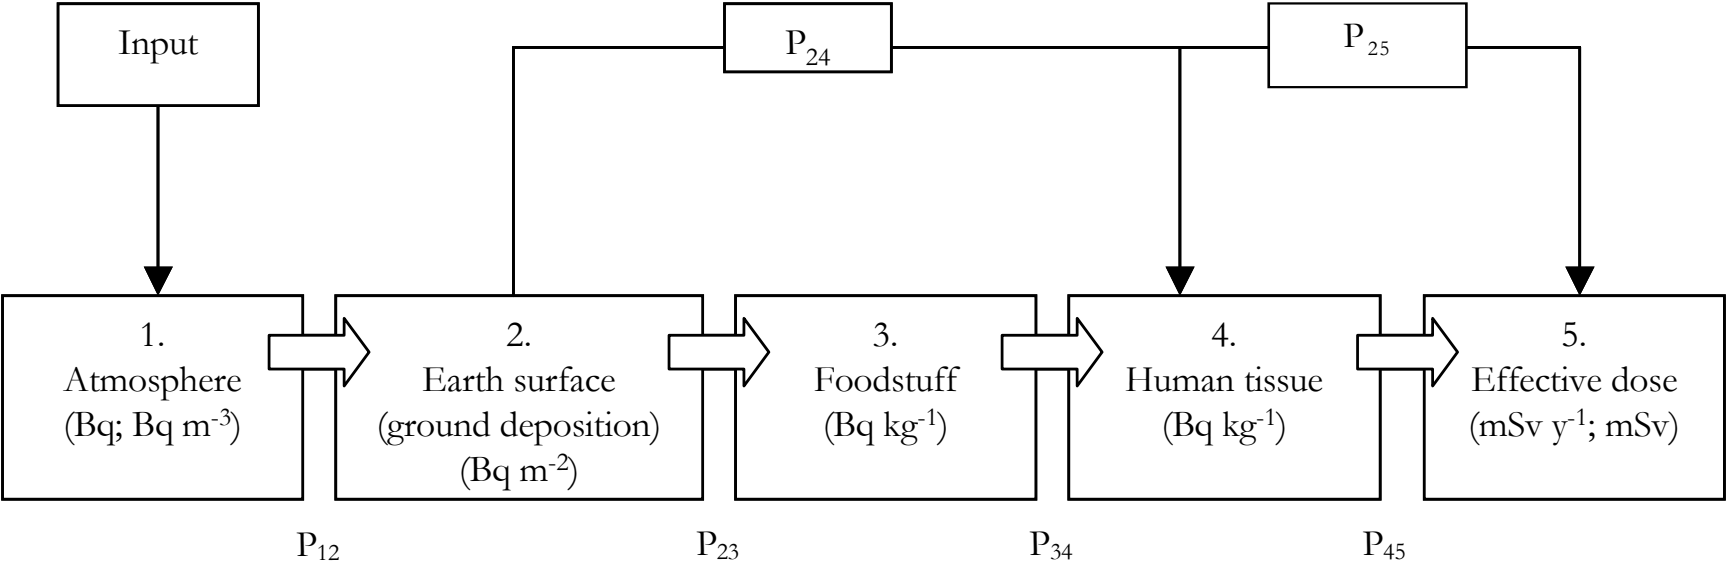 Input
P₂₄
P₂₅
1.
Atmosphere
(Bq; Bq m⁻³)
2.
Earth surface
(ground deposition)
(Bq m⁻²)
3.
Foodstuff
(Bq kg⁻¹)
4.
Human tissue
(Bq kg⁻¹)
5.
Effective dose
(mSv y⁻¹; mSv)
P₁₂
P₂₃
P₃₄
P₄₅